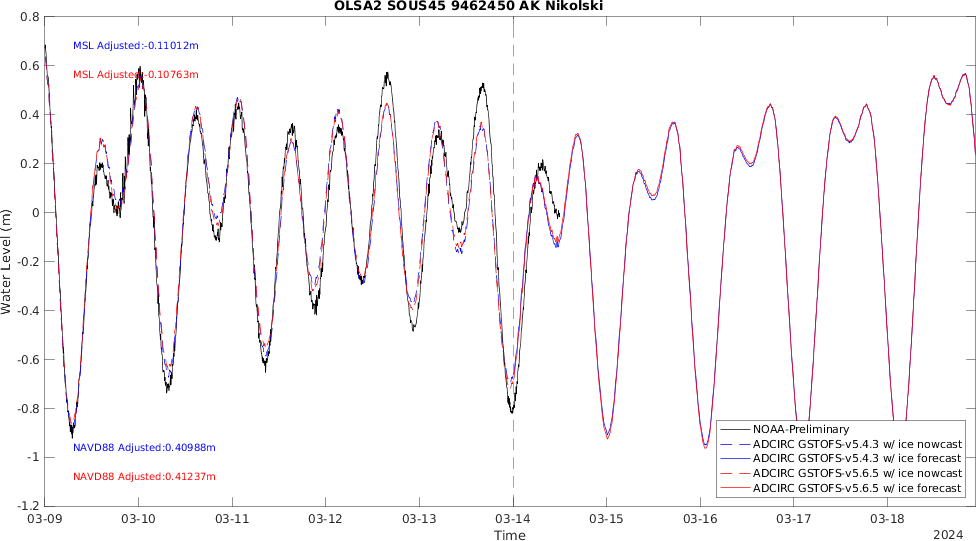 OLSA2 SOUS45 9462450 AK Nikolski
0.8
MSL Adjusted:-0.11012m
0.6
MSL Adjusted:-0.10763m
0.4
0.2
0
-0.2
-0.4
-0.6
-0.8
-1
-1.2
Water Level (m)
NAVD88 Adjusted:0.40988m
NAVD88 Adjusted:0.41237m
NOAA-Preliminary
ADCIRC GSTOFS-v5.4.3 w/ ice nowcast
ADCIRC GSTOFS-v5.4.3 w/ ice forecast
ADCIRC GSTOFS-v5.6.5 w/ ice nowcast
ADCIRC GSTOFS-v5.6.5 w/ ice forecast
03-09 03-10 03-11 03-12 03-13 03-14 03-15 03-16 03-17 03-18
Time
2024